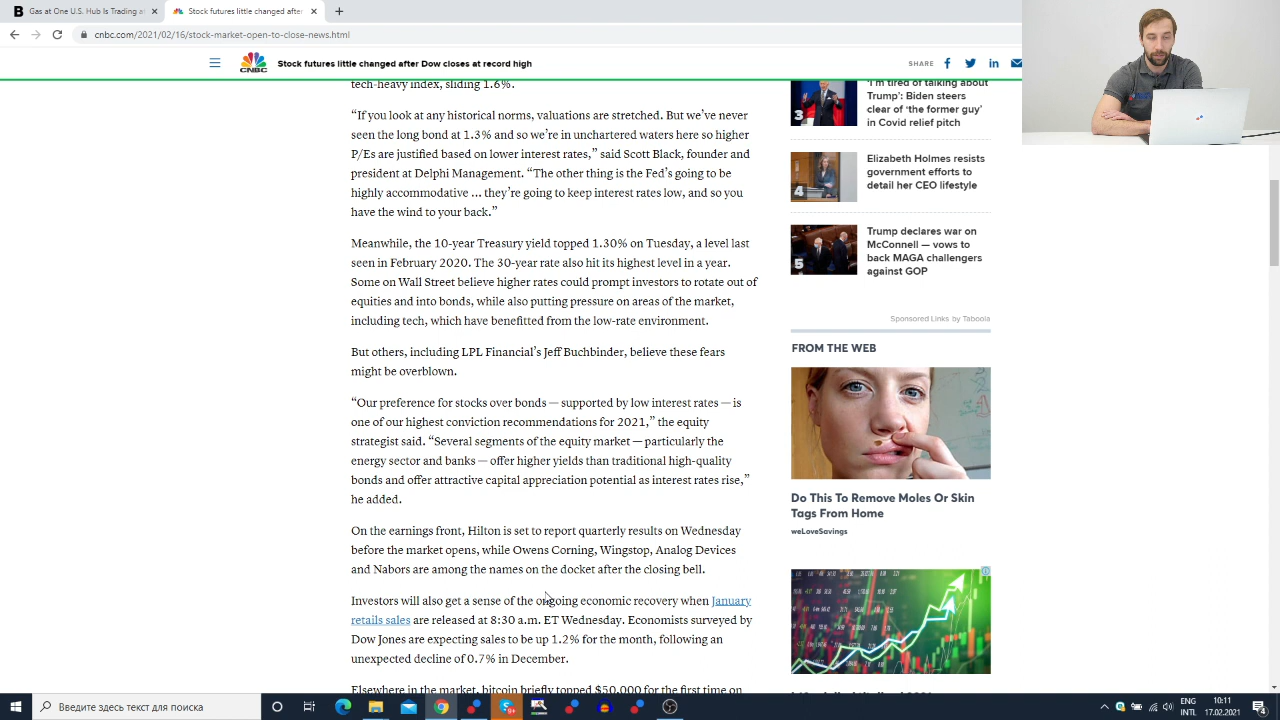 Gas at One U.S. Hub Is Trading at
Stock futures little changed after
cnbc.com/2021/02/16/stock-market-open-to-close-news.html
CNBC
Stock futures little changed after Dow closes at record high
SHARE
tech-heavy index, sliding 1.6%.
“If you look at any historical norms, valuations are stretched. But we’ve never
seen the long bond at 1.3% and so we’re in unchartered waters here so higher
P/Es are justified based on lower interest rates,” said Scott Black, founder and
president at Delphi Management. “The other thing is the Fed’s going to be
highly accommodative ... they’re going to keep interest rates low, and so you
have the wind to your back.”
Meanwhile, the 10-year Treasury yield topped 1.30% on Tuesday, a level last
seen in February 2020. The 30-year rate also hit its highest level in a year.
Some on Wall Street believe higher rates could prompt investors to rotate out of
equities and into bonds, while higher rates could hit certain areas of the market,
including tech, which have benefitted from the low-rate environment.
But others, including LPL Financial’s Jeff Buchbinder, believe these fears
might be overblown.
“Our preference for stocks over bonds — supported by low interest rates — is
one of our highest conviction recommendations for 2021,” the equity
strategist said. “Several segments of the equity market — particularly the
energy sector and banks — offer higher yields than traditional high-quality
bonds and offer attractive capital appreciation potential as interest rates rise,”
he added.
On the earnings front, Hilton is set to report quarterly results on Wednesday
before the opening bell, while Owens Corning, Wingstop, Boston Beer
and Nabors are among the names on the docket after the closing bell.
Investors will also get a sense of the ongoing economic recovery when January
retail sales are released at 8:30 a.m. ET Wednesday. Economists surveyed by
Dow Jones are expecting sales to be up 1.2% for the month, following an
unexpected decline of 0.7% in December.
Elsewhere in the market, bitcoin briefly topped $50,000 for the first time on
3
‘I’m tired of talking about
Trump’: Biden steers
clear of ‘the former guy’
in Covid relief pitch
4
Elizabeth Holmes resists
government efforts to
detail her CEO lifestyle
5
Trump declares war on
McConnell — vows to
back MAGA challengers
against GOP
Sponsored Links by Taboola
FROM THE WEB
Do This To Remove Moles Or Skin
Tags From Home
weLoveSavings
Введите здесь текст для поиска
ENG
INTL
10:11
17.02.2021